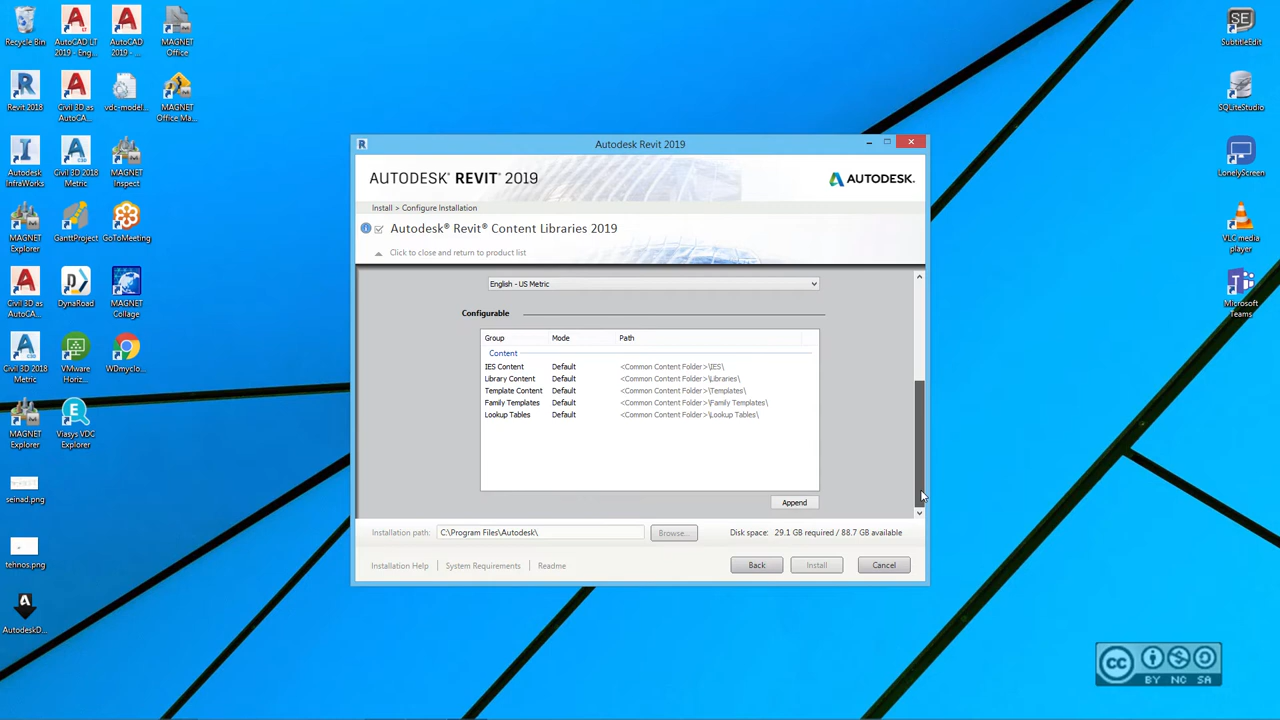 Recycle Bin
AutoCAD LT 2019 - Eng...
AutoCAD 2019 - ...
MAGNET Office
Revit 2018
Civil 3D as AutoCA...
vdc-model...
MAGNET Office Ma...
Autodesk InfraWorks
Civil 3D 2018 Metric
MAGNET Inspect
MAGNET Explorer
GanttProject
GoToMeeting
Civil 3D as AutoCA...
DynaRoad
MAGNET Collage
Civil 3D 2018 Metric
VMware Horiz...
WDmyclo...
MAGNET Explorer
Viasys VDC Explorer
seinad.png
tehnos.png
AutodeskD...
Autodesk Revit 2019
AUTODESK® REVIT® 2019
AUTODESK.
Install > Configure Installation
Autodesk® Revit® Content Libraries 2019
Click to close and return to product list
English - US Metric
Configurable
Group Mode Path
Content
IES Content Default <Common Content Folder>\IES\
Library Content Default <Common Content Folder>\Libraries\
Template Content Default <Common Content Folder>\Templates\
Family Templates Default <Common Content Folder>\Family Templates\
Lookup Tables Default <Common Content Folder>\Lookup Tables\
Append
Installation path: C:\Program Files\Autodesk\ Browse... Disk space: 29.1 GB required / 88.7 GB available
Installation Help System Requirements Readme Back Install Cancel
SE
SubtitleEdit
SQLiteStudio
LonelyScreen
VLC media player
Microsoft Teams
cc
BY NC SA